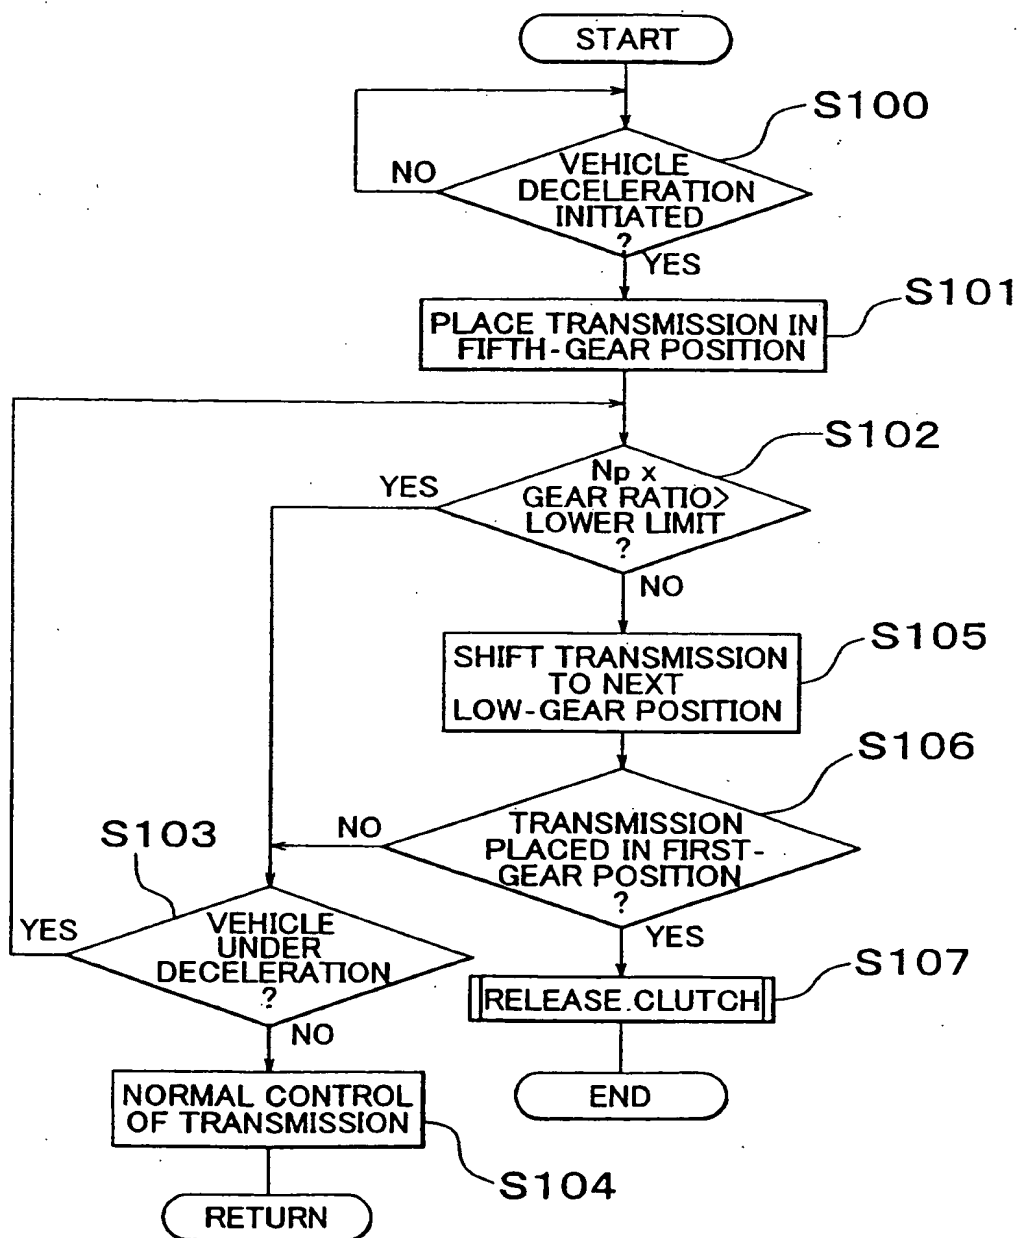 START
S100
VEHICLE
DECELERATION
INITIATED
?
NO
YES
S101
PLACE TRANSMISSION IN
FIFTH-GEAR POSITION
S102
Np x
GEAR RATIO>
LOWER LIMIT
?
YES
NO
S105
SHIFT TRANSMISSION
TO NEXT
LOW-GEAR POSITION
S106
TRANSMISSION
PLACED IN FIRST-
GEAR POSITION
?
NO
YES
S103
VEHICLE
UNDER
DECELERATION
?
YES
NO
S107
RELEASE.CLUTCH
END
NORMAL CONTROL
OF TRANSMISSION
S104
RETURN